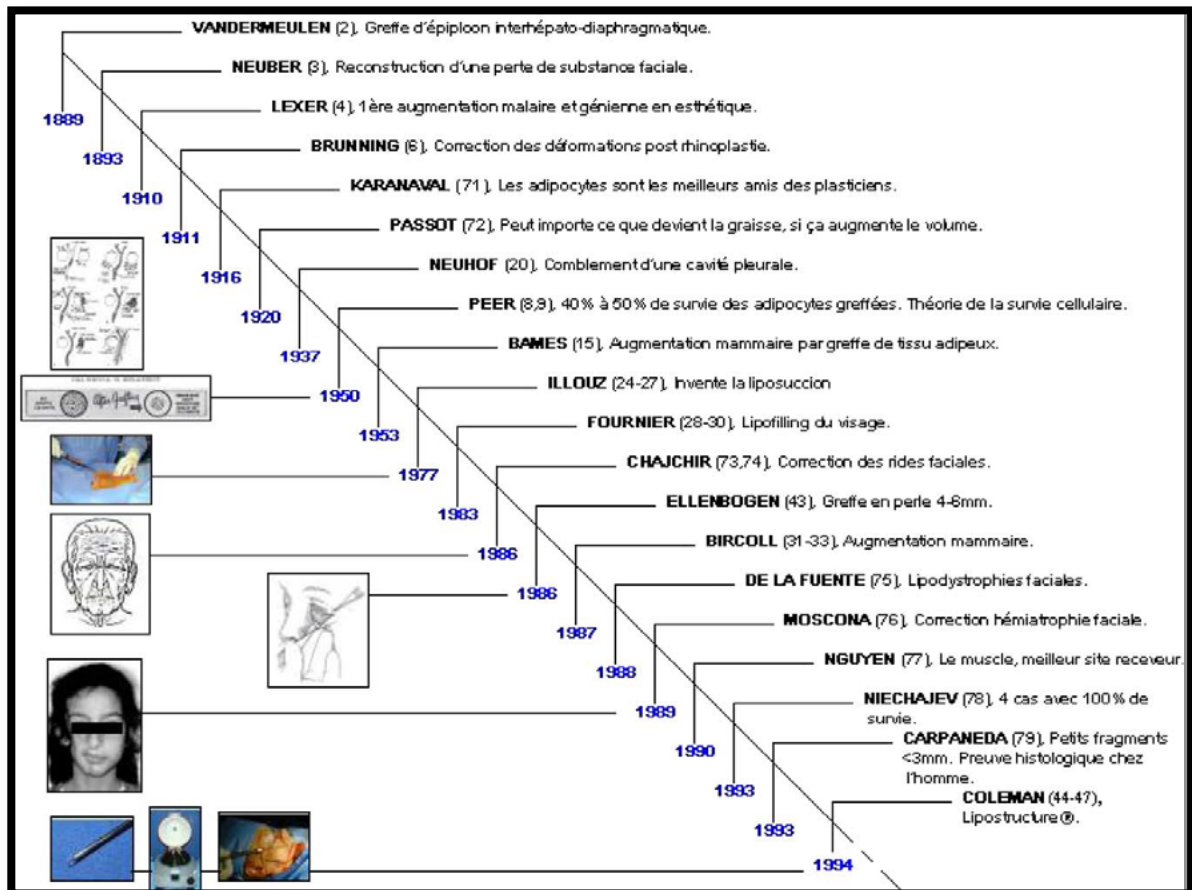 VANDERMEULEN (2), Greffe d'épiploon interhépato-diaphragmatique.
1889
NEUBER (3), Reconstruction d'une perte de substance faciale.
1893
LEXER (4), 1ère augmentation malaire et génienne en esthétique.
1910
BRUNNING (6), Correction des déformations post rhinoplastie.
1911
KARANAVAL (71), Les adipocytes sont les meilleurs amis des plasticiens.
1916
PASSOT (72), Peut importe ce que devient la graisse, si ça augmente le volume.
1920
NEUHOF (20), Comblement d'une cavité pleurale.
1937
PEER (8,9), 40% à 50% de survie des adipocytes greffées. Théorie de la survie cellulaire.
1950
BAMES (15), Augmentation mammaire par greffe de tissu adipeux.
1953
ILLOUZ (24-27), Invente la liposuccion
1977
FOURNIER (28-30), Lipofilling du visage.
1983
CHAJCHIR (73,74), Correction des rides faciales.
1986
ELLENBOGEN (43), Greffe en perle 4-6mm.
1986
BIRCOLL (31-33), Augmentation mammaire.
1987
DE LA FUENTE (75), Lipodystrophies faciales.
1988
MOSCONA (76), Correction hémiatrophie faciale.
1989
NGUYEN (77), Le muscle, meilleur site receveur.
1990
NIECHAJEV (78), 4 cas avec 100% de
survie.
1993
CARPANEDA (79), Petits fragments
<3mm. Preuve histologique chez
l'homme.
1993
COLEMAN (44-47),
Lipostructure®.
1994